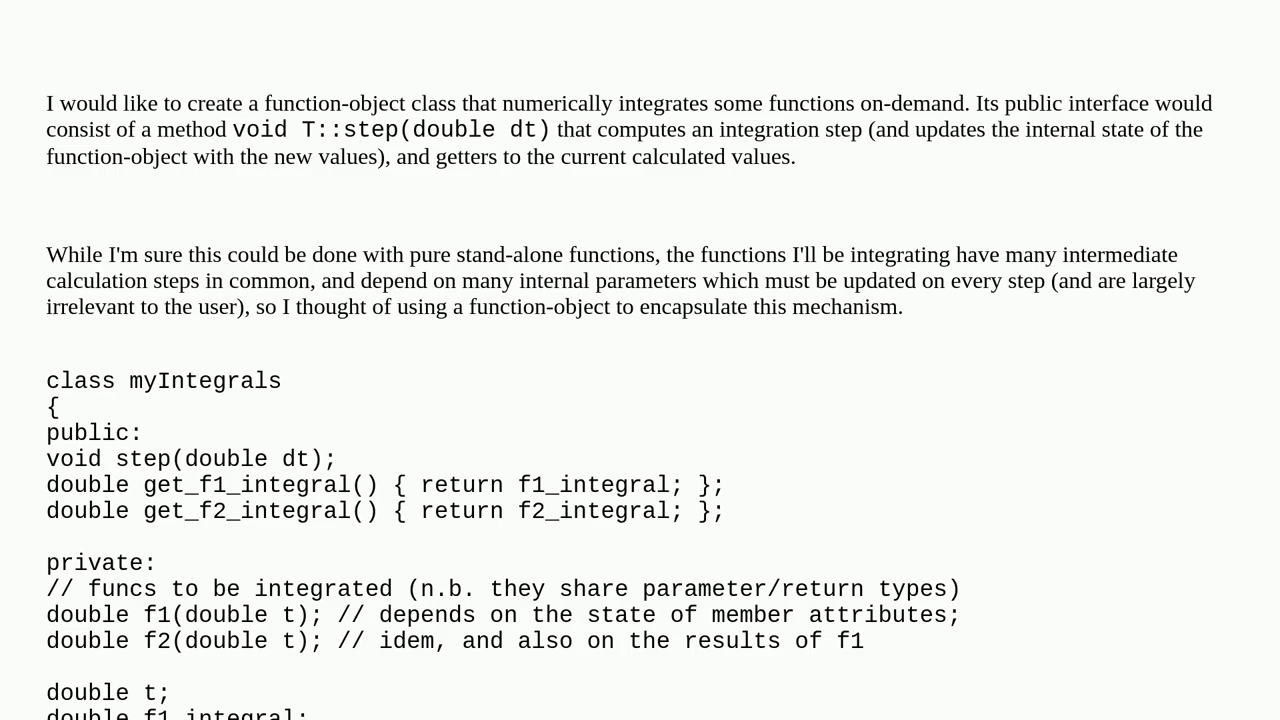 I would like to create a function-object class that numerically integrates some functions on-demand. Its public interface would
consist of a method void T::step(double dt) that computes an integration step (and updates the internal state of the
function-object with the new values), and getters to the current calculated values.
While I'm sure this could be done with pure stand-alone functions, the functions I'll be integrating have many intermediate
calculation steps in common, and depend on many internal parameters which must be updated on every step (and are largely
irrelevant to the user), so I thought of using a function-object to encapsulate this mechanism.
class myIntegrals
{
public:
void step(double dt);
double get_f1_integral() { return f1_integral; };
double get_f2_integral() { return f2_integral; };
private:
// funcs to be integrated (n.b. they share parameter/return types)
double f1(double t); // depends on the state of member attributes;
double f2(double t); // idem, and also on the results of f1
double t;
double f1_integral;